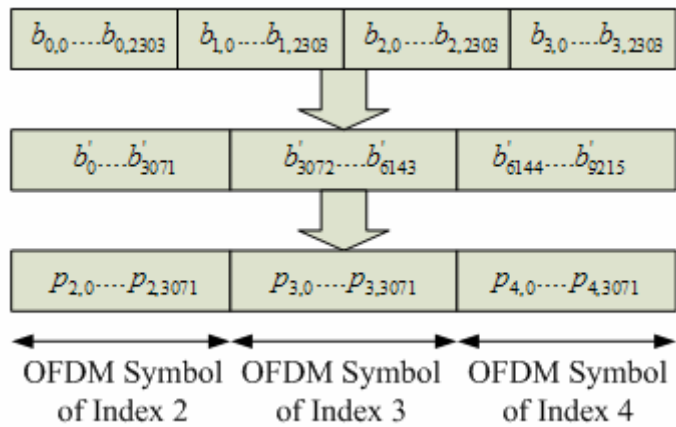 b0,0....b0,2303 b1,0....b1,2303 b2,0....b2,2303 b3,0....b3,2303
b'0....b'3071 b'3072....b'6143 b'6144....b'9215
p2,0....p2,3071 p3,0....p3,3071 p4,0....p4,3071
OFDM Symbol OFDM Symbol OFDM Symbol
of Index 2 of Index 3 of Index 4